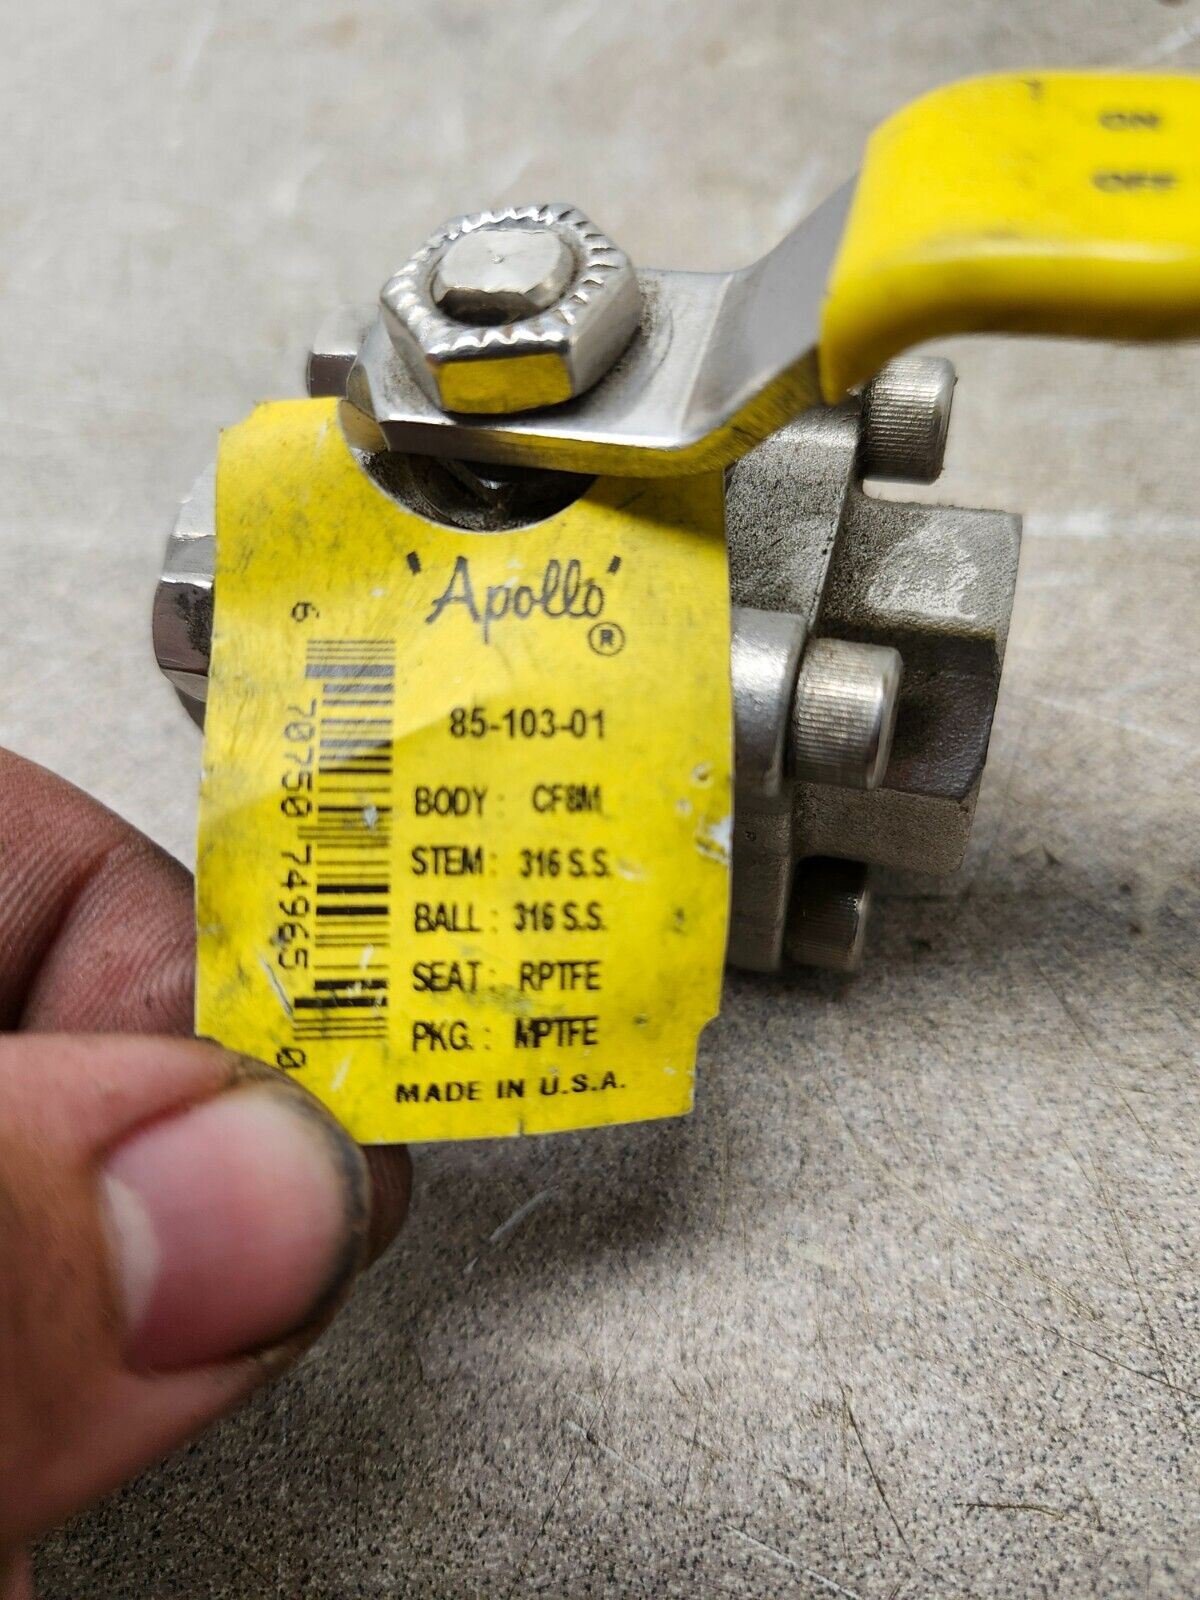 ON
OFF
'Apollo'®
85-103-01
BODY: CF8M
STEM: 316 S.S.
BALL: 316 S.S.
SEAT: RPTFE
PKG.: MPTFE
MADE IN U.S.A.
6 70750 74965 0